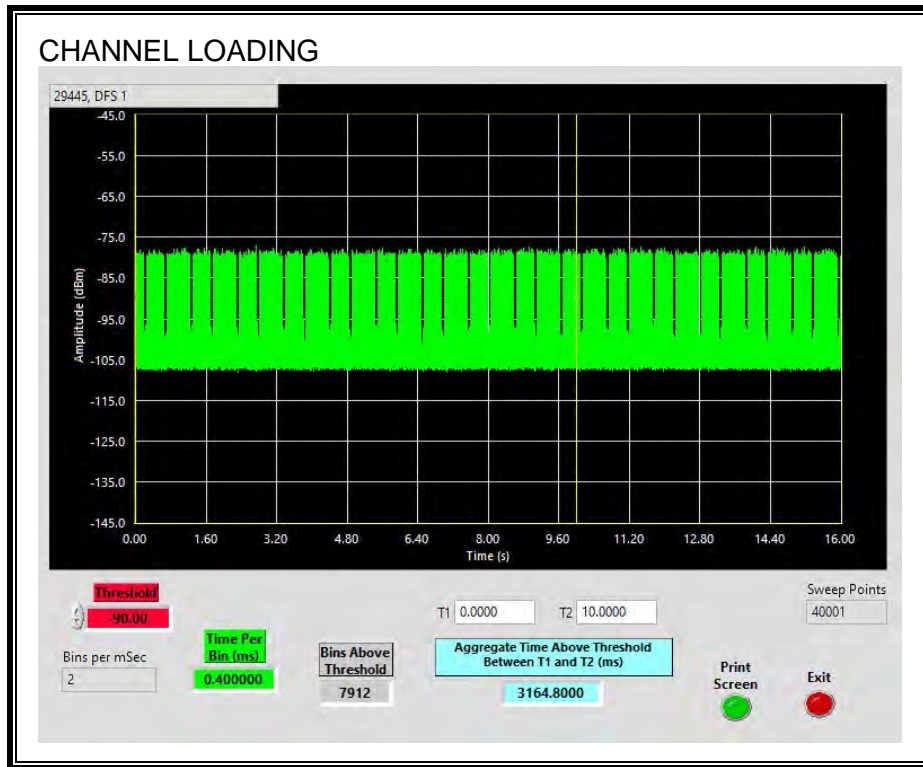 CHANNEL LOADING
29445, DFS 1
-45.0
-55.0
-65.0
-75.0
-85.0
-95.0
-105.0
-115.0
-125.0
-135.0
-145.0
Amplitude (dBm)
0.00 1.60 3.20 4.80 6.40 8.00 9.60 11.20 12.80 14.40 16.00
Time (s)
Threshold
-90.00
Bins per mSec
2
Time Per
Bin (ms)
0.400000
Bins Above
Threshold
7912
T1 0.0000 T2 10.0000
Aggregate Time Above Threshold
Between T1 and T2 (ms)
3164.8000
Sweep Points
40001
Print
Screen
Exit